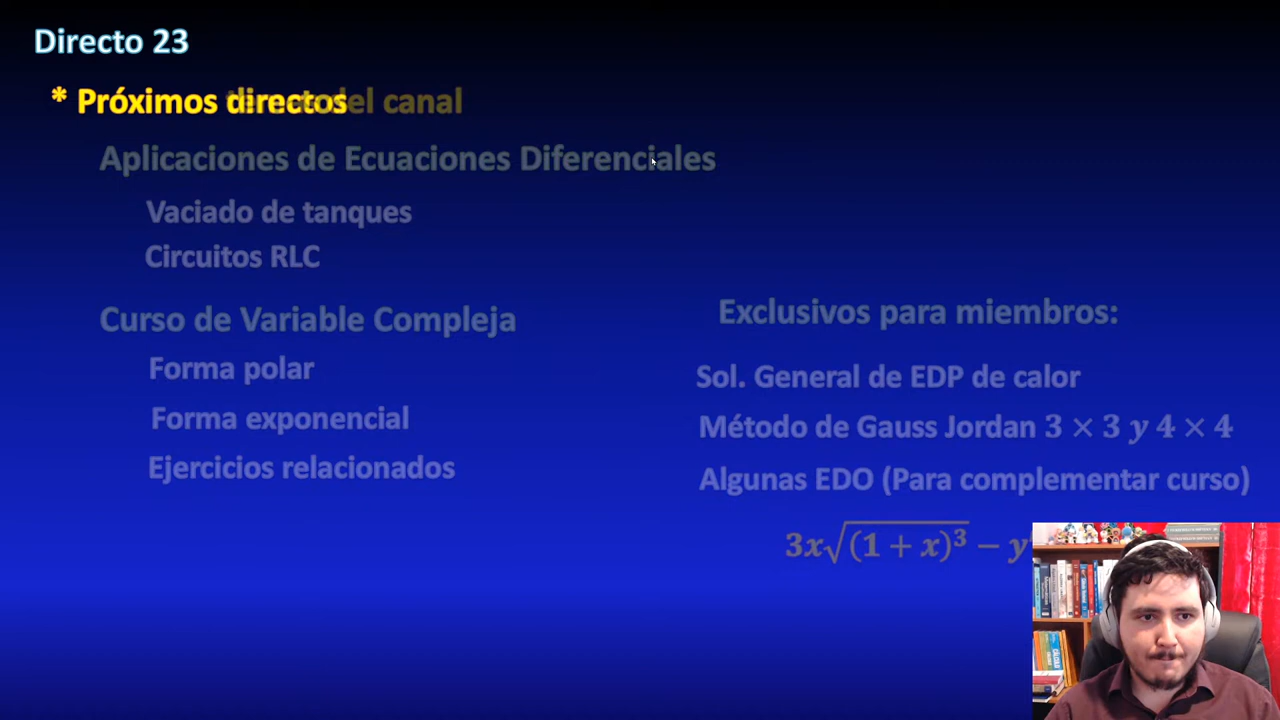 Directo 23
* Próximos directos del canal
Aplicaciones de Ecuaciones Diferenciales
Vaciado de tanques
Circuitos RLC
Curso de Variable Compleja
Forma polar
Forma exponencial
Ejercicios relacionados
Exclusivos para miembros:
Sol. General de EDP de calor
Método de Gauss Jordan 3 × 3 y 4 × 4
Algunas EDO (Para complementar curso)
3x√(1 + x)³ − y